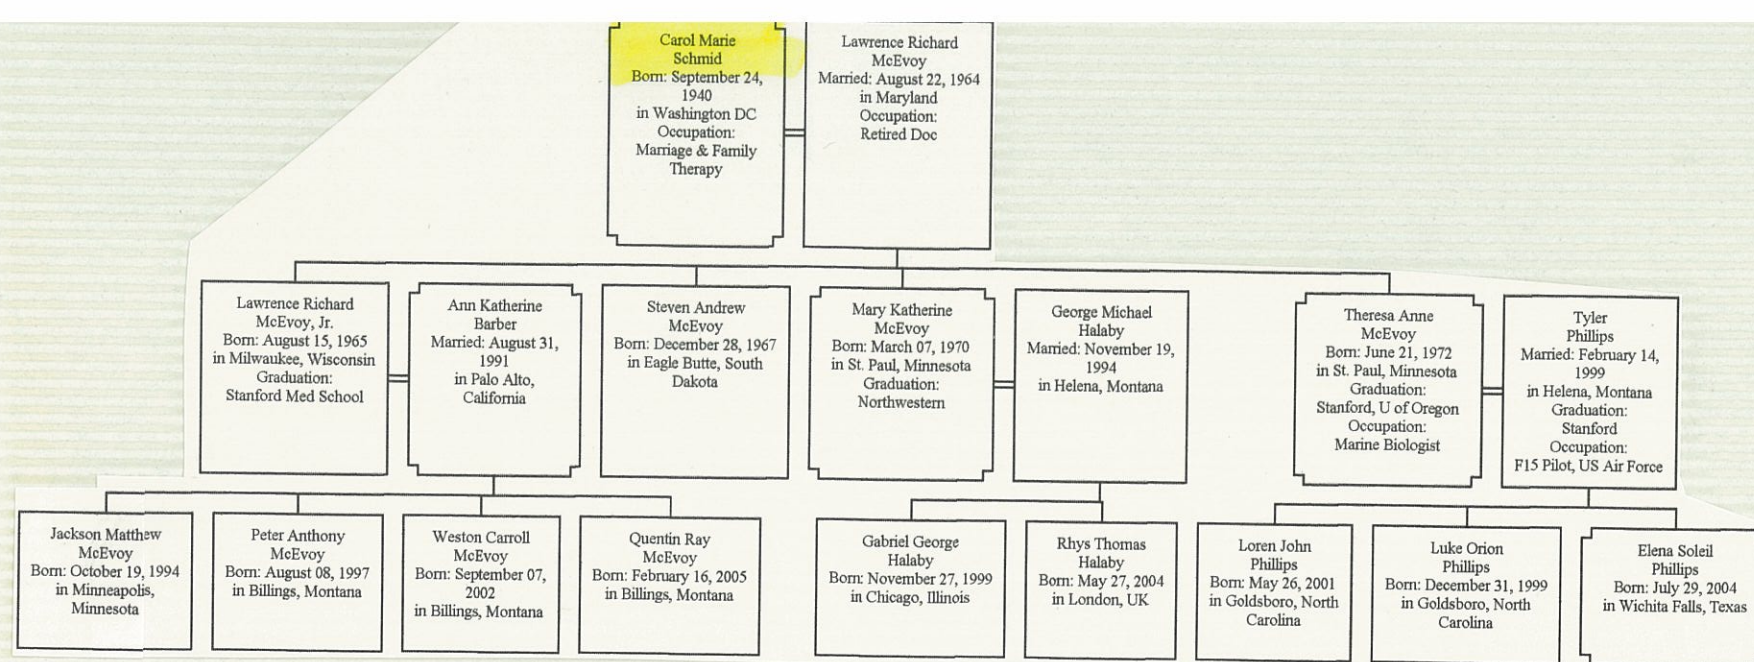 Carol Marie
Schmid
Born: September 24,
1940
in Washington DC
Occupation:
Marriage & Family
Therapy
Lawrence Richard
McEvoy
Married: August 22, 1964
in Maryland
Occupation:
Retired Doc
Lawrence Richard
McEvoy, Jr.
Born: August 15, 1965
in Milwaukee, Wisconsin
Graduation:
Stanford Med School
Ann Katherine
Barber
Married: August 31,
1991
in Palo Alto,
California
Steven Andrew
McEvoy
Born: December 28, 1967
in Eagle Butte, South
Dakota
Mary Katherine
McEvoy
Born: March 07, 1970
in St. Paul, Minnesota
Graduation:
Northwestern
George Michael
Halaby
Married: November 19,
1994
in Helena, Montana
Theresa Anne
McEvoy
Born: June 21, 1972
in St. Paul, Minnesota
Graduation:
Stanford, U of Oregon
Occupation:
Marine Biologist
Tyler
Phillips
Married: February 14,
1999
in Helena, Montana
Graduation:
Stanford
Occupation:
F15 Pilot, US Air Force
Jackson Matthew
McEvoy
Born: October 19, 1994
in Minneapolis,
Minnesota
Peter Anthony
McEvoy
Born: August 08, 1997
in Billings, Montana
Weston Carroll
McEvoy
Born: September 07,
2002
in Billings, Montana
Quentin Ray
McEvoy
Born: February 16, 2005
in Billings, Montana
Gabriel George
Halaby
Born: November 27, 1999
in Chicago, Illinois
Rhys Thomas
Halaby
Born: May 27, 2004
in London, UK
Loren John
Phillips
Born: May 26, 2001
in Goldsboro, North
Carolina
Luke Orion
Phillips
Born: December 31, 1999
in Goldsboro, North
Carolina
Elena Soleil
Phillips
Born: July 29, 2004
in Wichita Falls, Texas